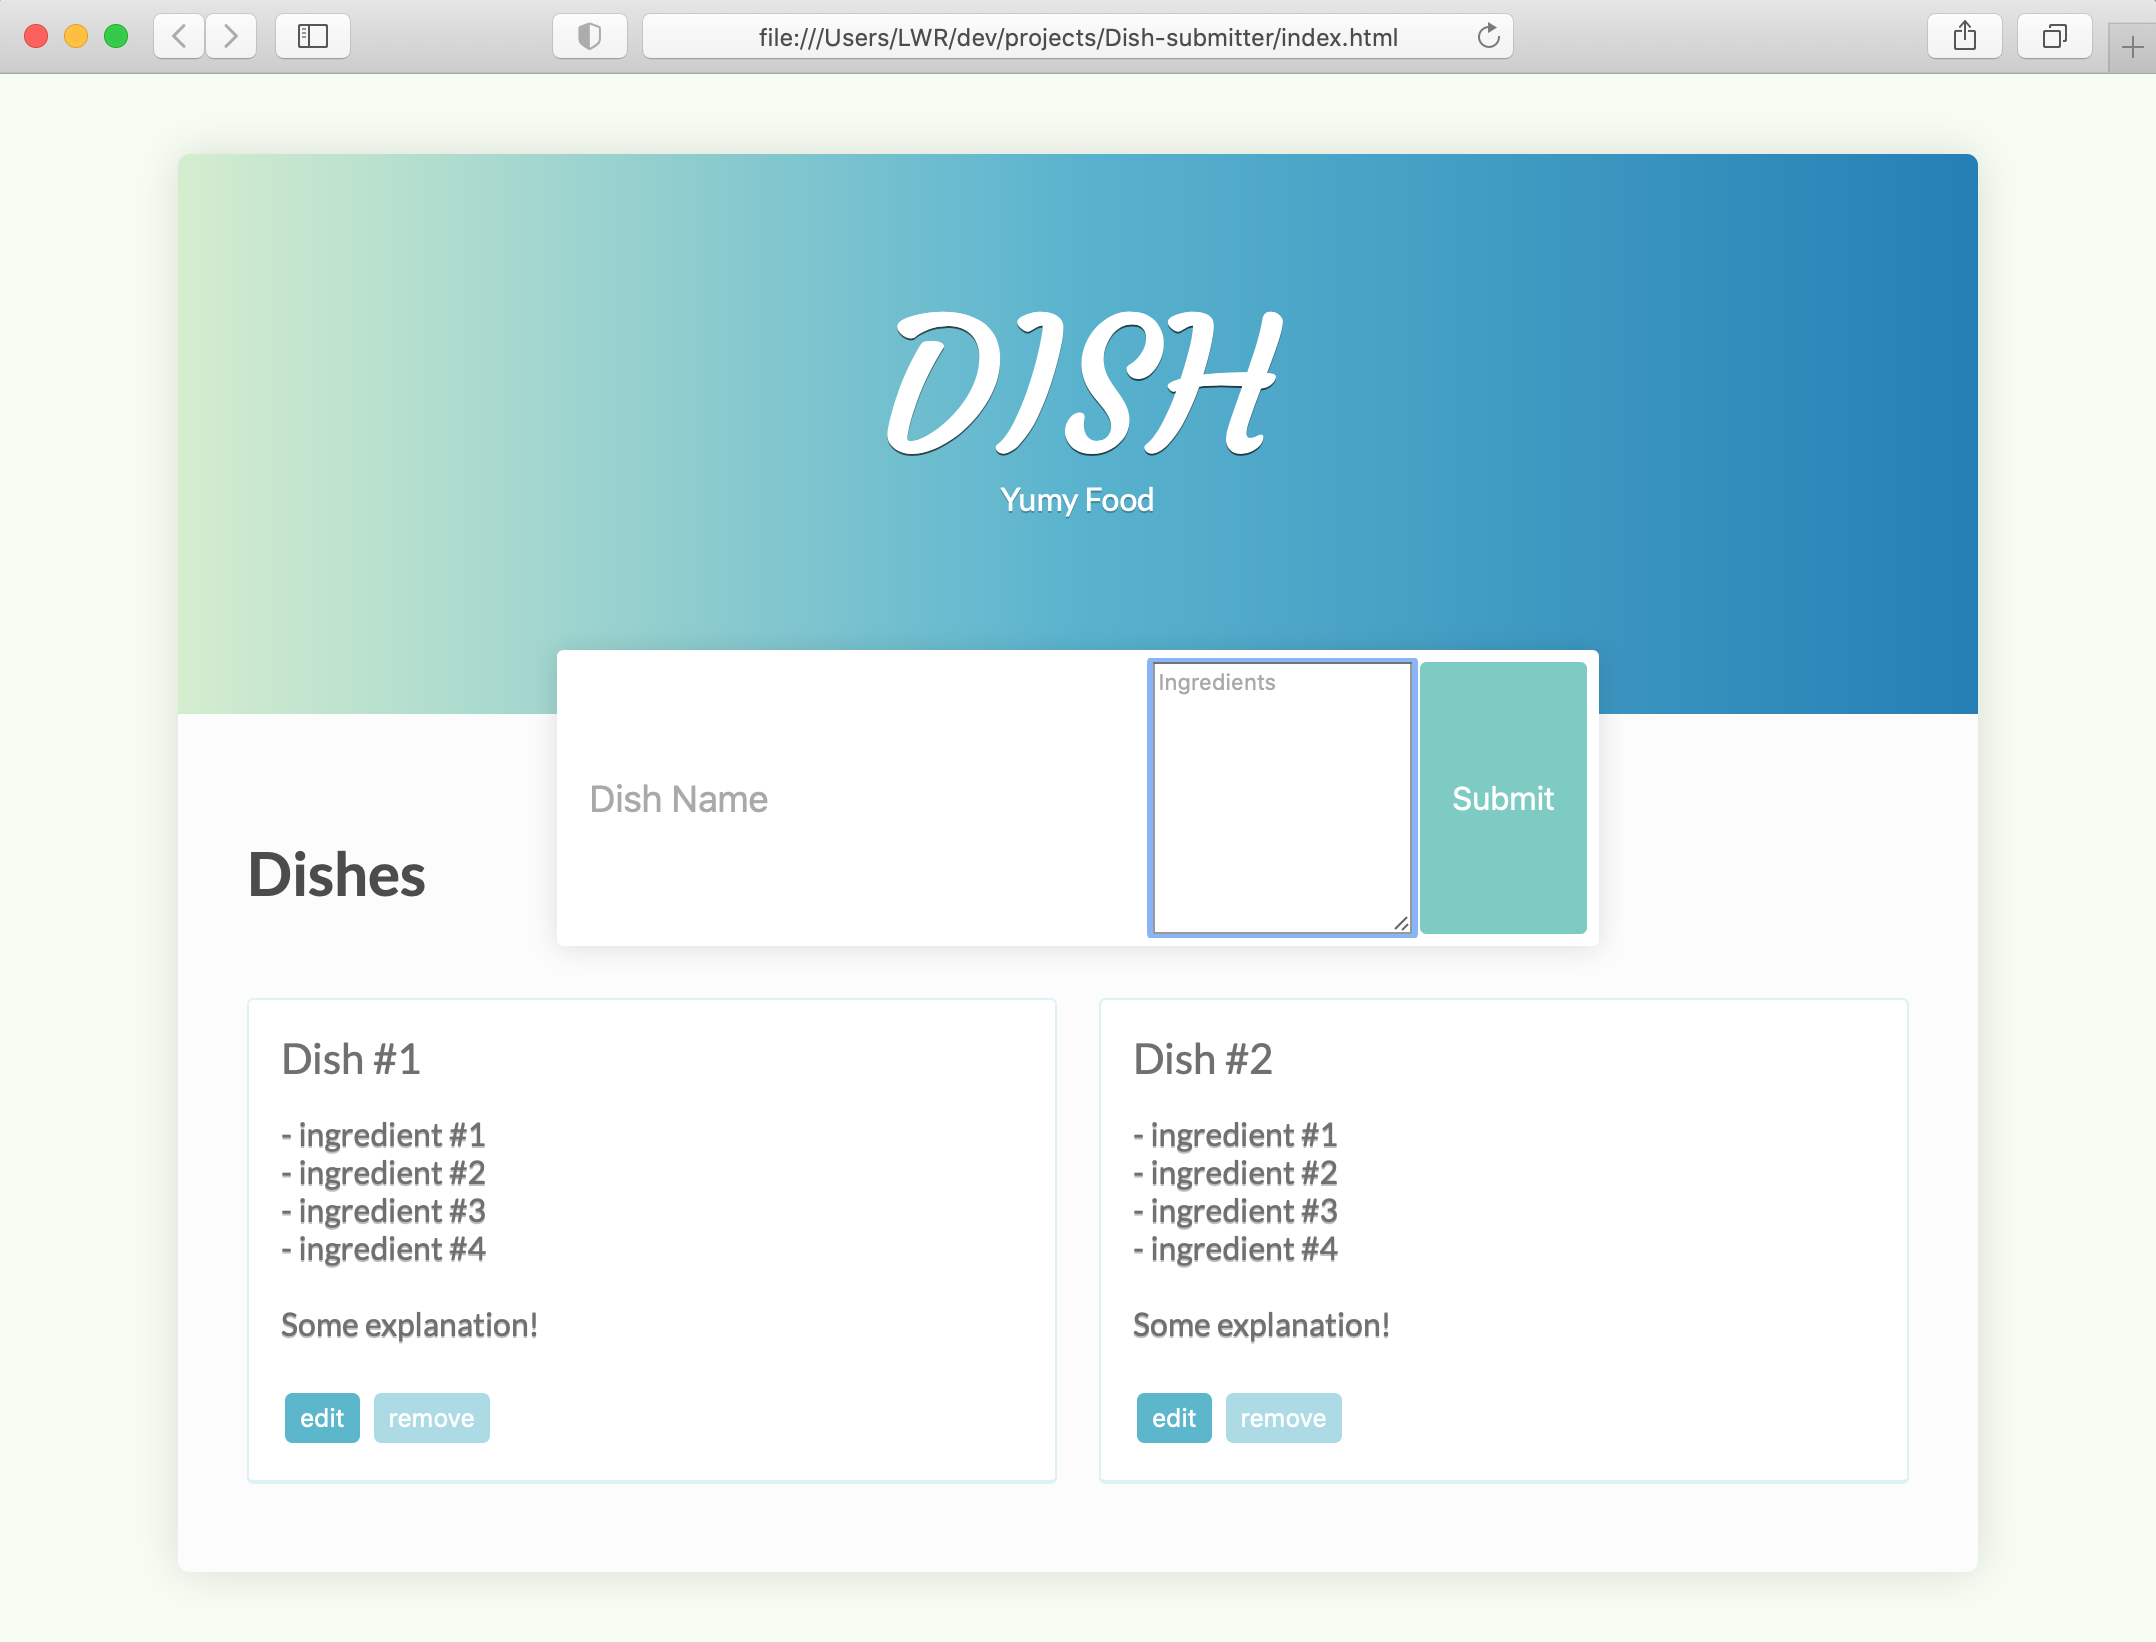 file:///Users/LWR/dev/projects/Dish-submitter/index.html
DISH
Yumy Food
Dish Name
Ingredients
Submit
Dishes
Dish #1
- ingredient #1
- ingredient #2
- ingredient #3
- ingredient #4
Some explanation!
edit remove
Dish #2
- ingredient #1
- ingredient #2
- ingredient #3
- ingredient #4
Some explanation!
edit remove